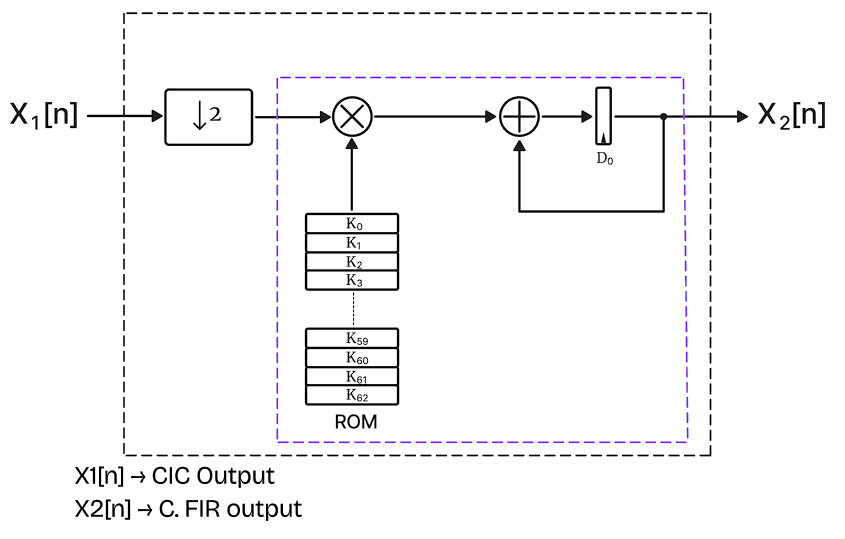 X₁[n]
↓2
X₂[n]
D₀
K₀
K₁
K₂
K₃
K₅₉
K₆₀
K₆₁
K₆₂
ROM
X1[n] → CIC Output
X2[n] → C. FIR output